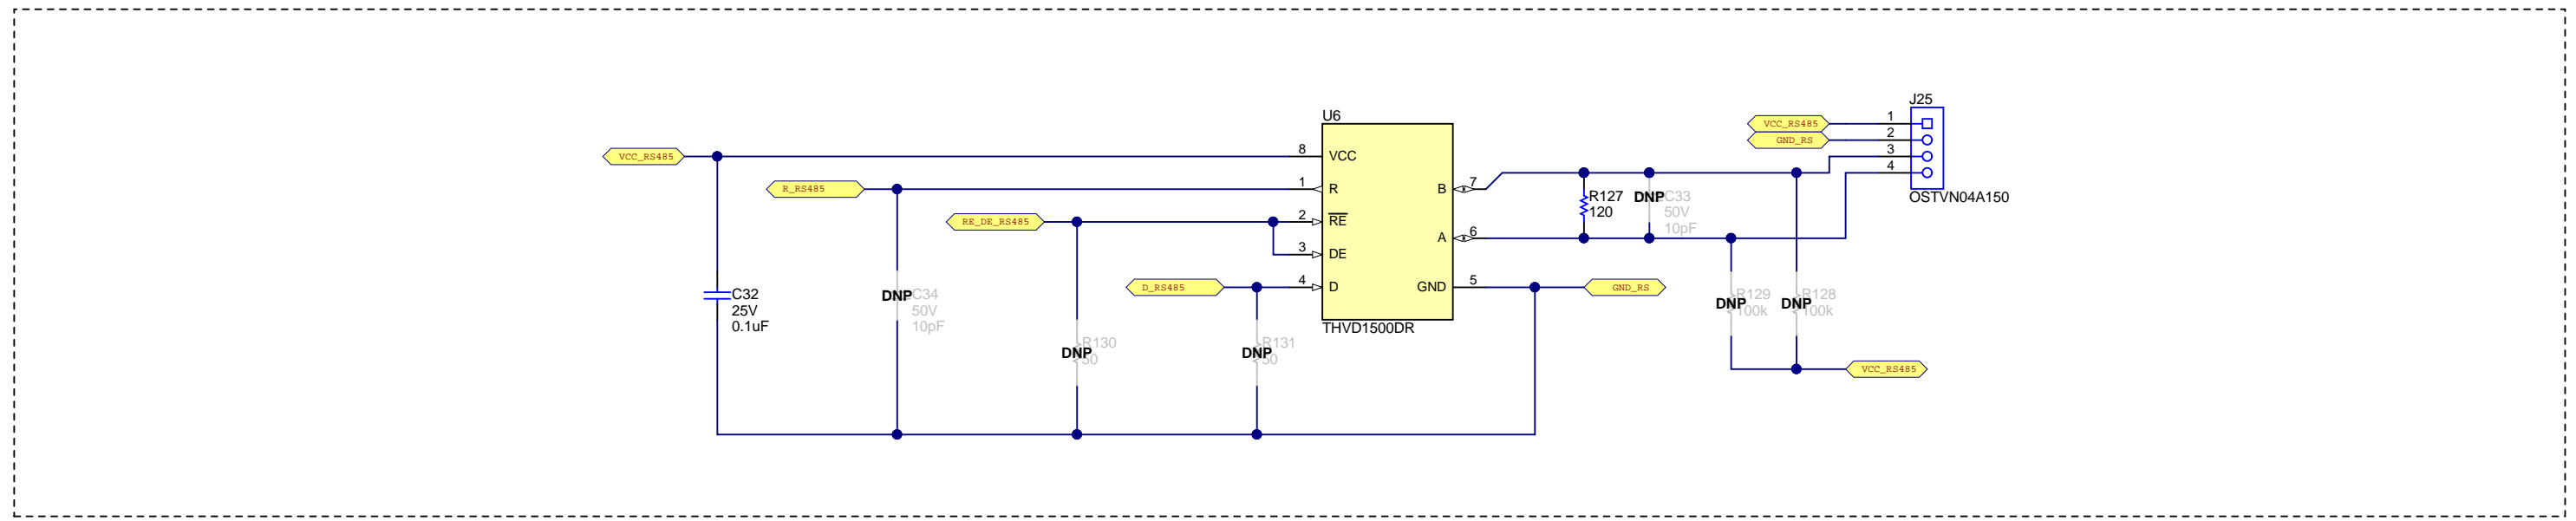 J25
U6
VCC_RS485
1
GND_RS
2
VCC_RS485
8
VCC
3
4
R_RS485
1
R
B
7
R127
120
DNP
C33
50V
10pF
OSTVN04A150
RE_DE_RS485
2
RE
A
6
3
DE
D_RS485
4
D
GND
5
GND_RS
C32
25V
0.1uF
DNP
C34
50V
10pF
DNP
R129
100k
DNP
R128
100k
THVD1500DR
DNP
R130
50
DNP
R131
50
VCC_RS485